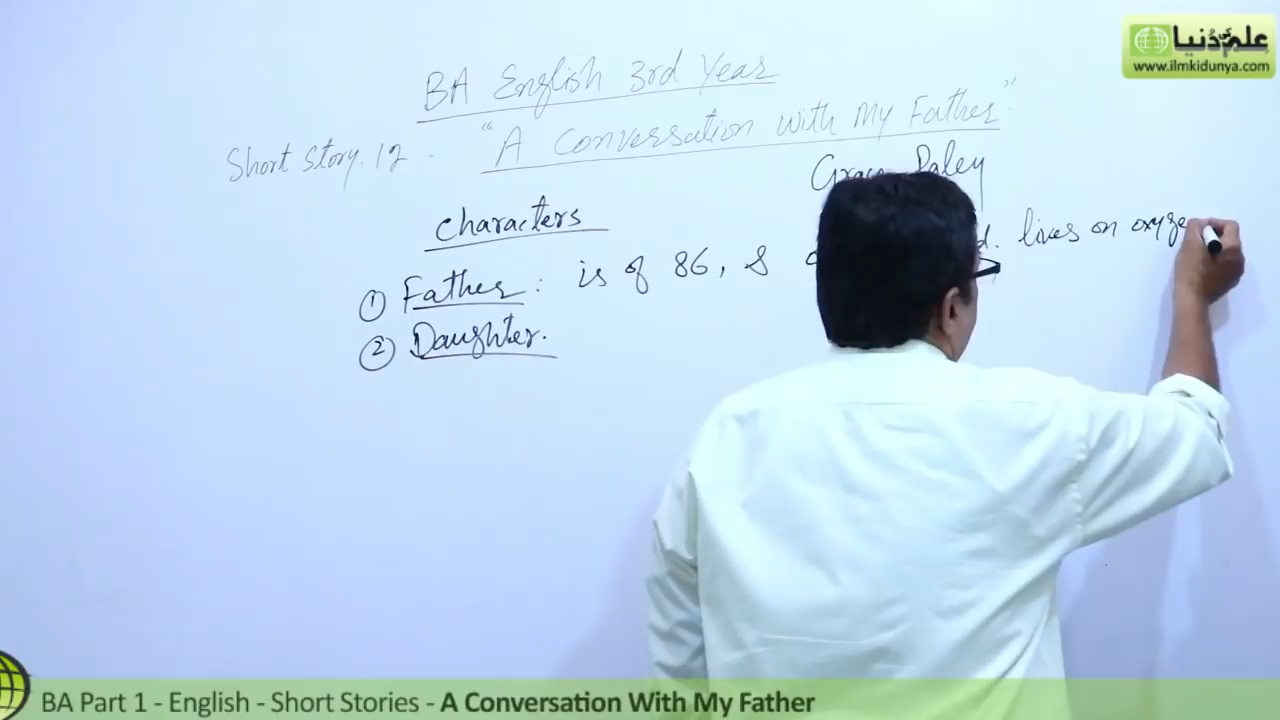 علم کی دنیا
www.ilmkidunya.com
BA English 3rd Year
Short Story. 12. "A Conversation with My Father"
Paley
Characters
① Father: is of 86, & lives on oxyge
② Daughter.
BA Part 1 - English - Short Stories - A Conversation With My Father